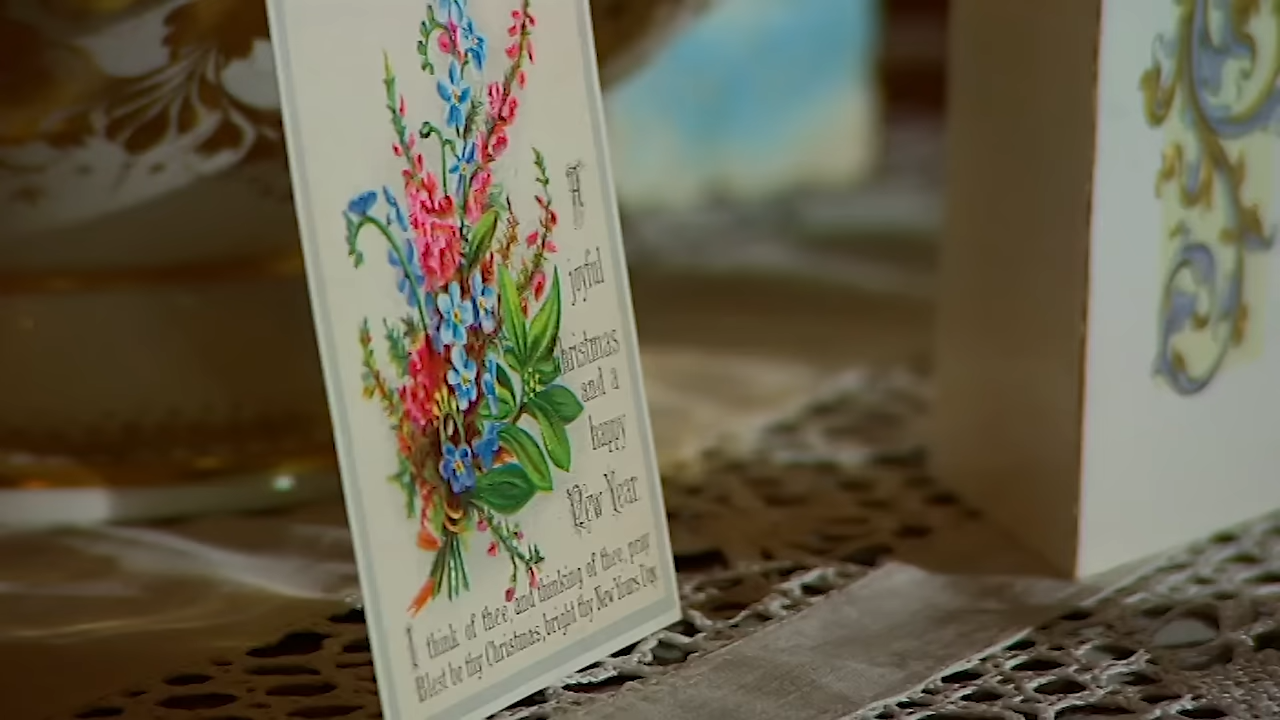 A
joyful
Christmas
and a
happy
New Year
I think of thee, and thinking of thee, pray
Blest be thy Christmas, bright thy New Years Day